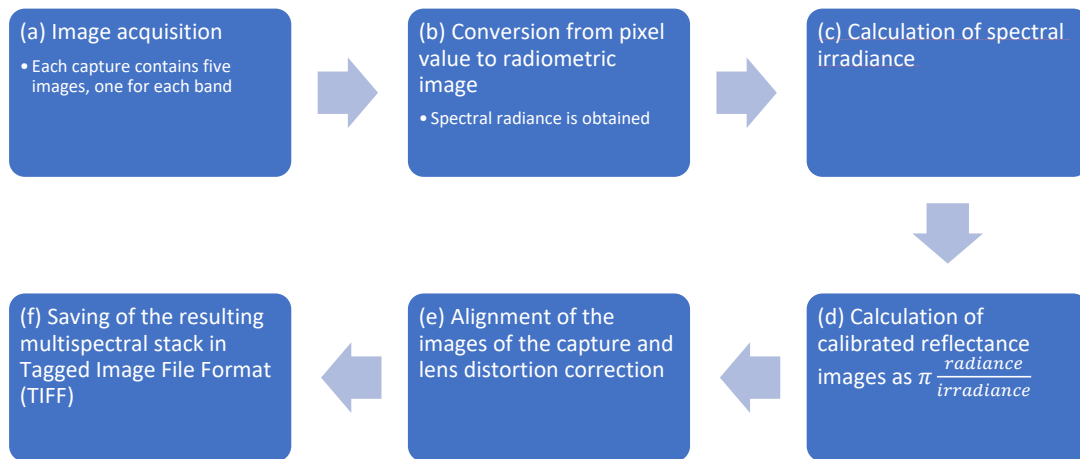 (a) Image acquisition
• Each capture contains five
images, one for each band
(b) Conversion from pixel
value to radiometric
image
• Spectral radiance is obtained
(c) Calculation of spectral
irradiance
(d) Calculation of
calibrated reflectance
images as π radiance/irradiance
(e) Alignment of the
images of the capture and
lens distortion correction
(f) Saving of the resulting
multispectral stack in
Tagged Image File Format
(TIFF)